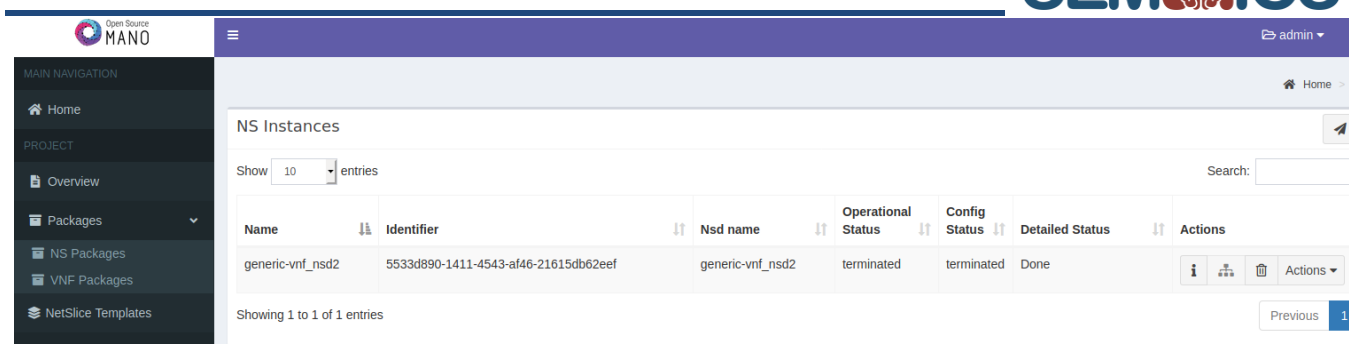 Open Source
MANO
admin
MAIN NAVIGATION
Home >
Home
NS Instances
PROJECT
Show 10 entries Search:
Overview
Packages
Name Identifier Nsd name Operational Status Config Status Detailed Status Actions
NS Packages
generic-vnf_nsd2 5533d890-1411-4543-af46-21615db62eef generic-vnf_nsd2 terminated terminated Done i Actions
VNF Packages
NetSlice Templates
Showing 1 to 1 of 1 entries Previous 1